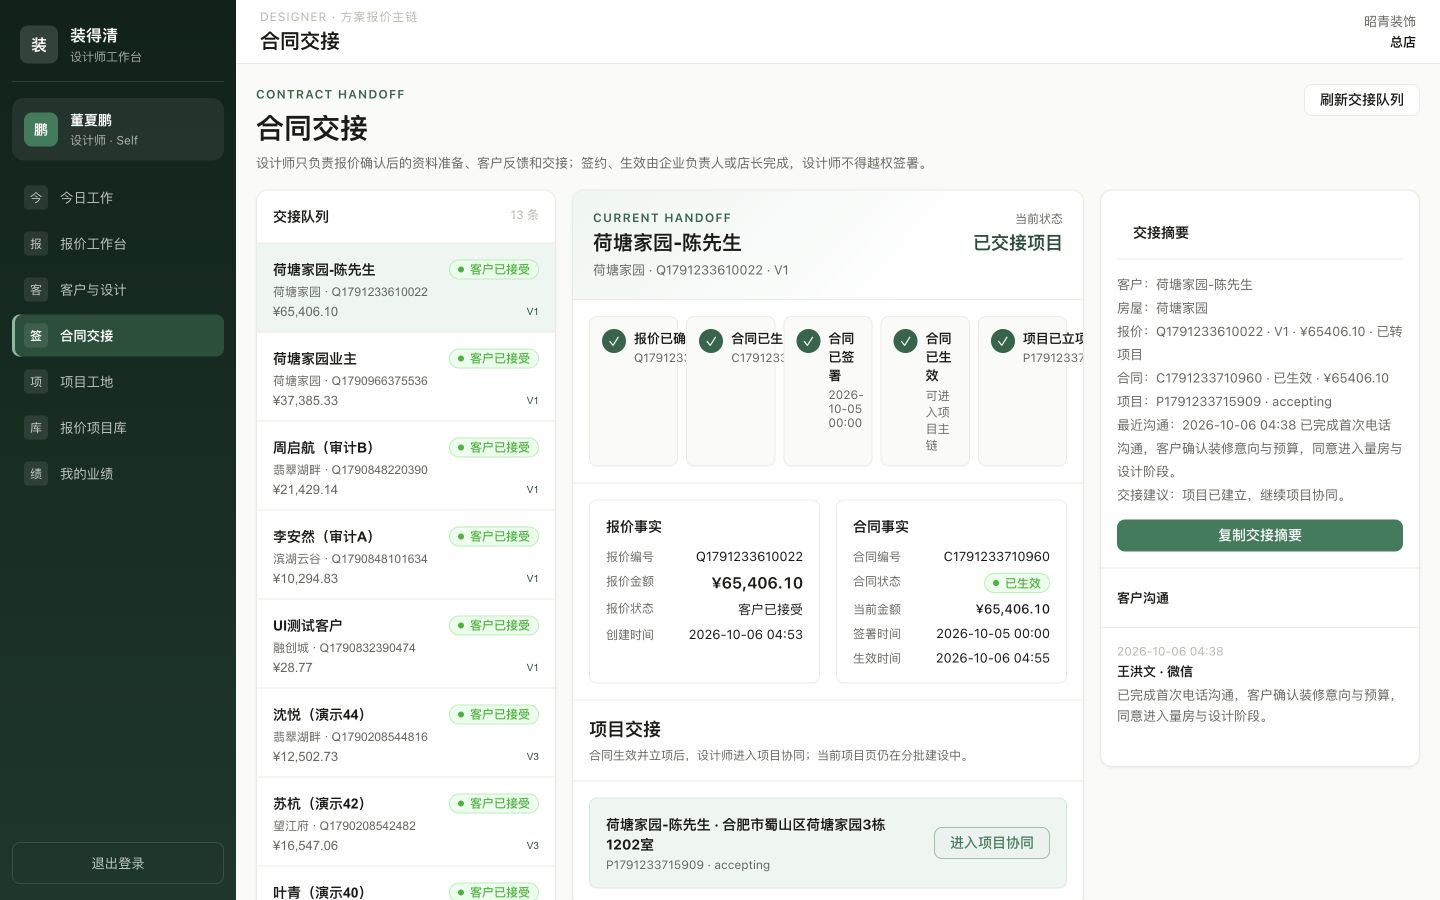 装
装得清
设计师工作台
鹏
董夏鹏
设计师 · Self
今 今日工作
报 报价工作台
客 客户与设计
签 合同交接
项 项目工地
库 报价项目库
绩 我的业绩
退出登录
DESIGNER · 方案报价主链
合同交接
昭青装饰
总店
CONTRACT HANDOFF
合同交接
设计师只负责报价确认后的资料准备、客户反馈和交接；签约、生效由企业负责人或店长完成，设计师不得越权签署。
刷新交接队列
交接队列 13 条
荷塘家园-陈先生 客户已接受
荷塘家园 · Q1791233610022
¥65,406.10 V1
荷塘家园业主 客户已接受
荷塘家园 · Q1790966375536
¥37,385.33 V1
周启航（审计B） 客户已接受
翡翠湖畔 · Q1790848220390
¥21,429.14 V1
李安然（审计A） 客户已接受
滨湖云谷 · Q1790848101634
¥10,294.83 V1
UI测试客户 客户已接受
融创城 · Q1790832390474
¥28.77 V1
沈悦（演示44） 客户已接受
翡翠湖畔 · Q1790208544816
¥12,502.73 V3
苏杭（演示42） 客户已接受
望江府 · Q1790208542482
¥16,547.06 V3
叶青（演示40） 客户已接受
CURRENT HANDOFF
荷塘家园-陈先生
荷塘家园 · Q1791233610022 · V1
当前状态
已交接项目
报价已确
Q179123
合同已生
C179123
合同
已签
署
2026-
10-05
00:00
合同
已生
效
可进
入项
目主
链
项目已立项
P1791233
报价事实
报价编号 Q1791233610022
报价金额 ¥65,406.10
报价状态 客户已接受
创建时间 2026-10-06 04:53
合同事实
合同编号 C1791233710960
合同状态 已生效
当前金额 ¥65,406.10
签署时间 2026-10-05 00:00
生效时间 2026-10-06 04:55
项目交接
合同生效并立项后，设计师进入项目协同；当前项目页仍在分批建设中。
荷塘家园-陈先生 · 合肥市蜀山区荷塘家园3栋
1202室
P1791233715909 · accepting
进入项目协同
交接摘要
客户：荷塘家园-陈先生
房屋：荷塘家园
报价：Q1791233610022 · V1 · ¥65406.10 · 已转
项目
合同：C1791233710960 · 已生效 · ¥65406.10
项目：P1791233715909 · accepting
最近沟通：2026-10-06 04:38 已完成首次电话
沟通，客户确认装修意向与预算，同意进入量房与
设计阶段。
交接建议：项目已建立，继续项目协同。
复制交接摘要
客户沟通
2026-10-06 04:38
王洪文 · 微信
已完成首次电话沟通，客户确认装修意向与预算，
同意进入量房与设计阶段。